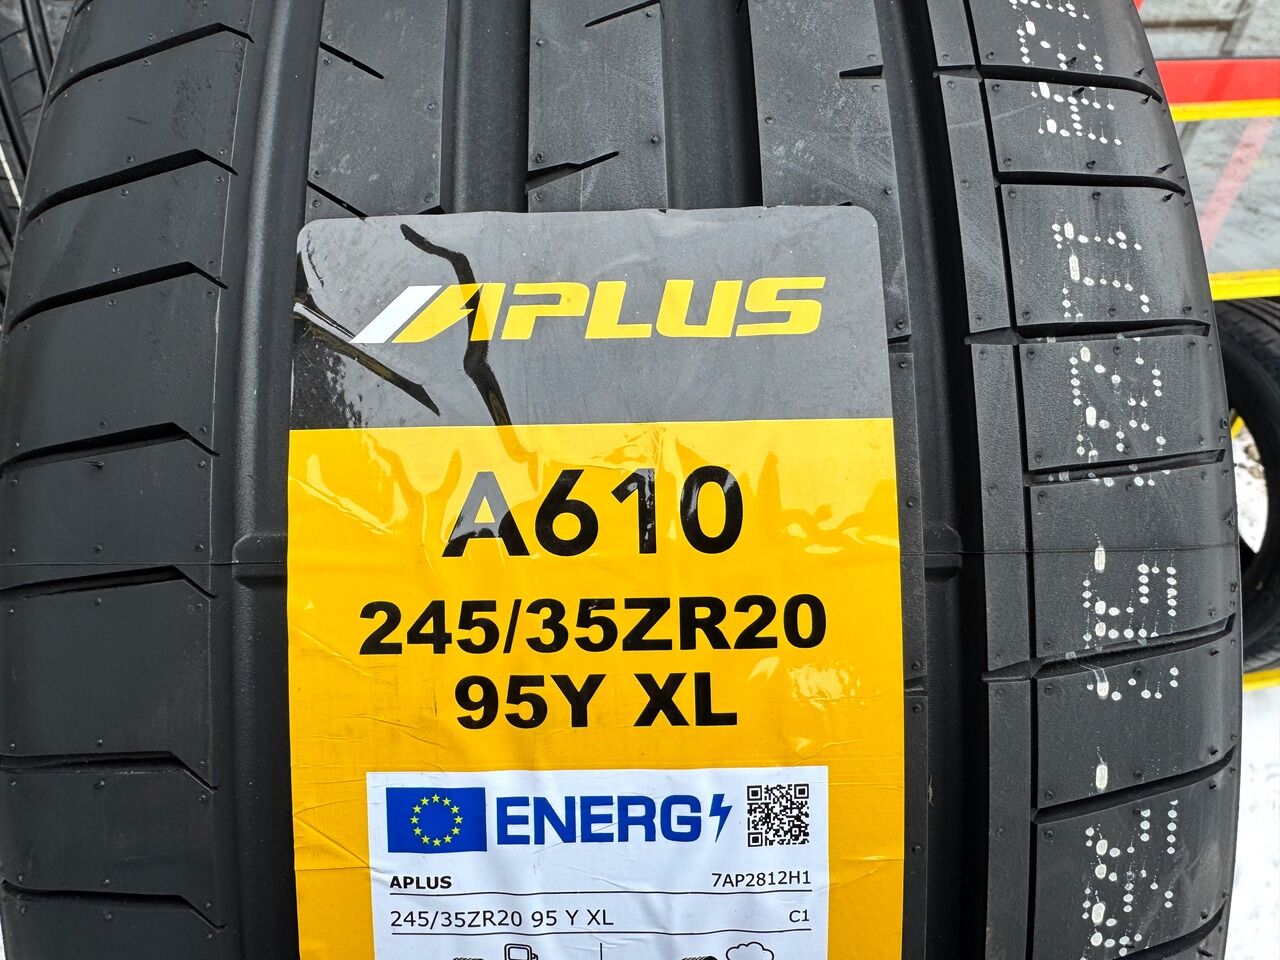 APLUS
A610
245/35ZR20
95Y XL
ENERG
APLUS 7AP2812H1
245/35ZR20 95 Y XL C1